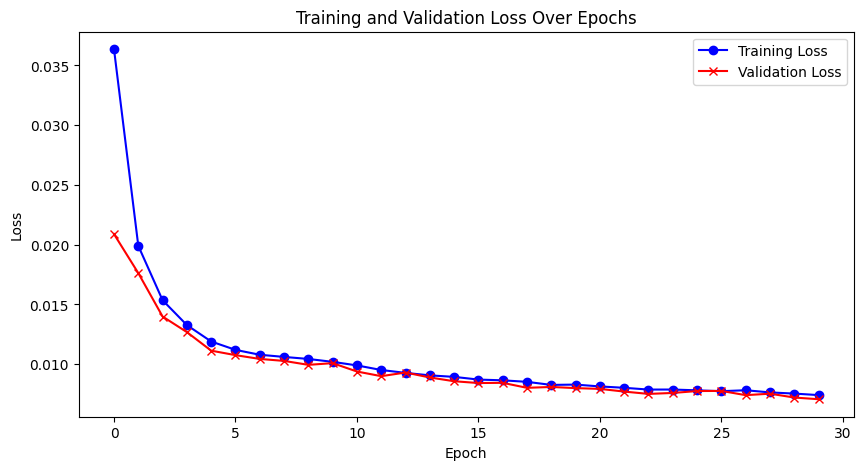 Training and Validation Loss Over Epochs
Training Loss
Validation Loss
0.035
0.030
0.025
0.020
0.015
0.010
Loss
0 5 10 15 20 25 30
Epoch